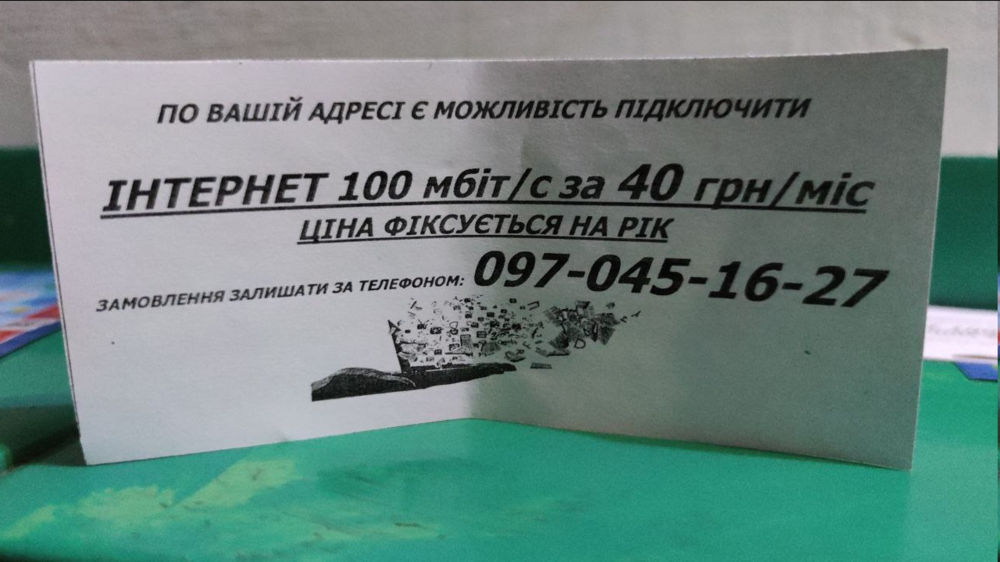 ПО ВАШІЙ АДРЕСІ Є МОЖЛИВІСТЬ ПІДКЛЮЧИТИ
ІНТЕРНЕТ 100 мбіт/с за 40 грн/міс
ЦІНА ФІКСУЄТЬСЯ НА РІК
ЗАМОВЛЕННЯ ЗАЛИШАТИ ЗА ТЕЛЕФОНОМ: 097-045-16-27